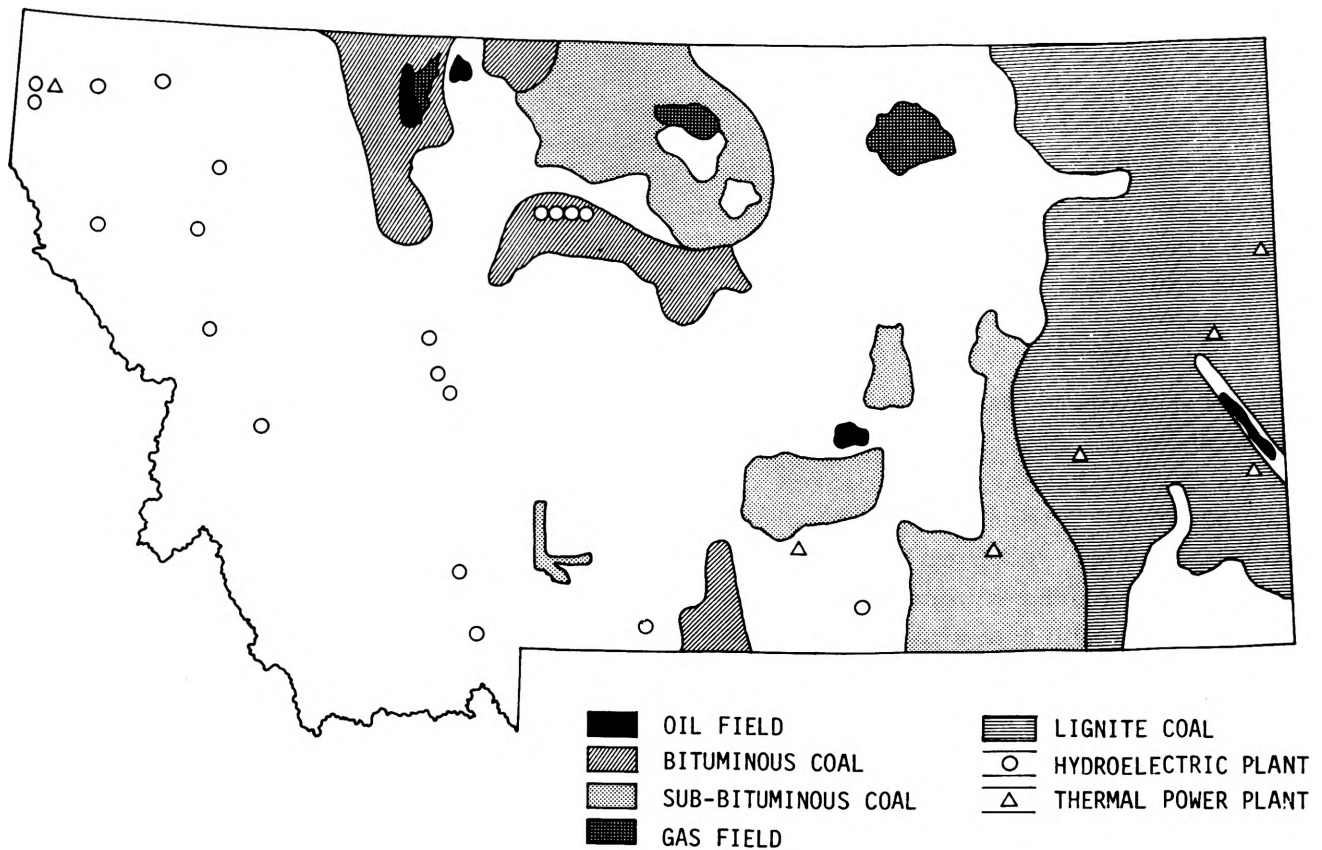 OIL FIELD
BITUMINOUS COAL
SUB-BITUMINOUS COAL
GAS FIELD
LIGNITE COAL
HYDROELECTRIC PLANT
THERMAL POWER PLANT